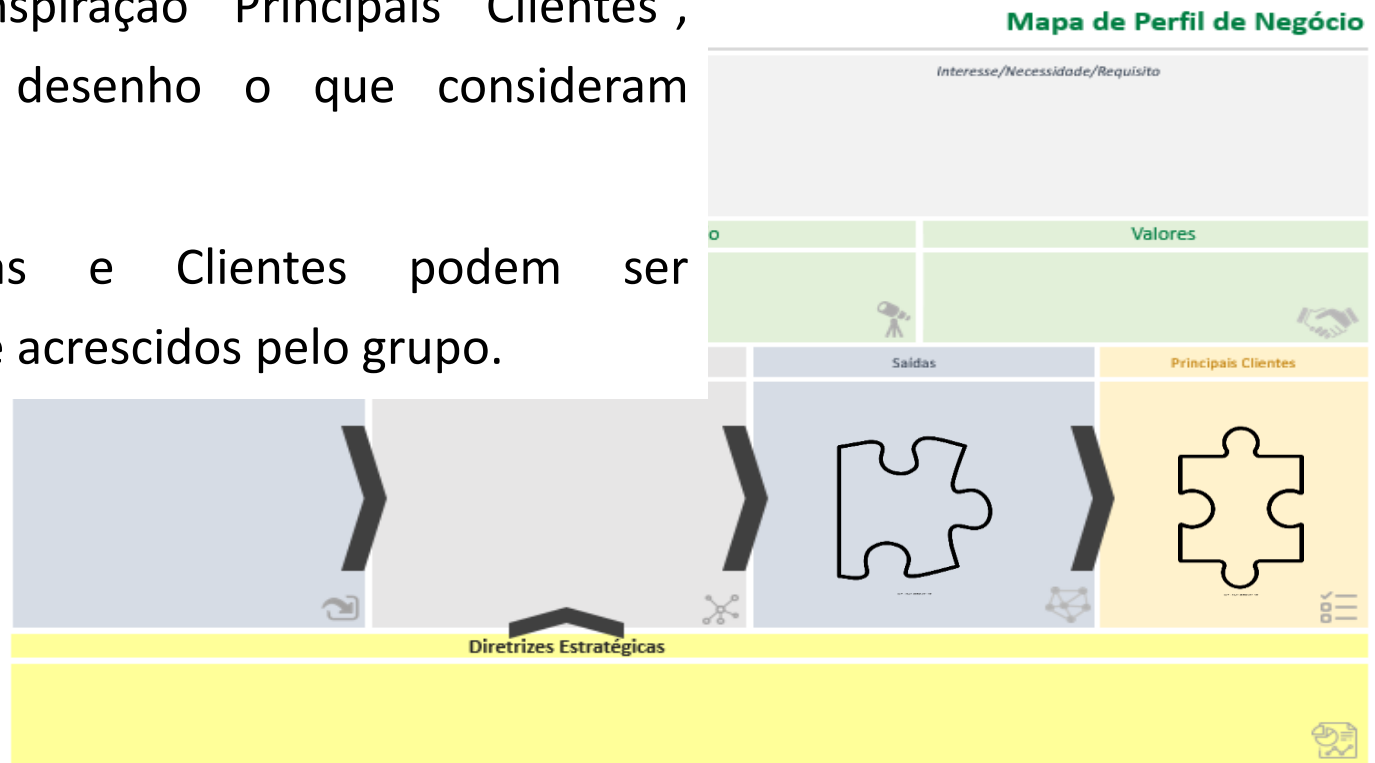 nspiração "Principais Clientes",
desenho o que consideram
e Clientes podem ser
acrescidos pelo grupo.
Mapa de Perfil de Negócio
Interesse/Necessidade/Requisito
o
Valores
Saídas
Principais Clientes
Diretrizes Estratégicas